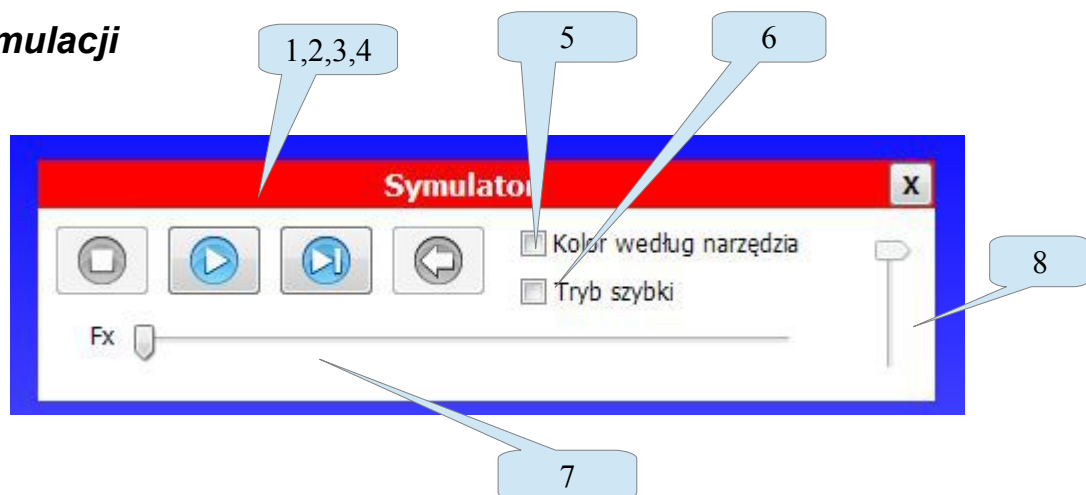 mulacji
1,2,3,4
5
6
Symulator
X
Kolor według narzędzia
Tryb szybki
8
Fx
7